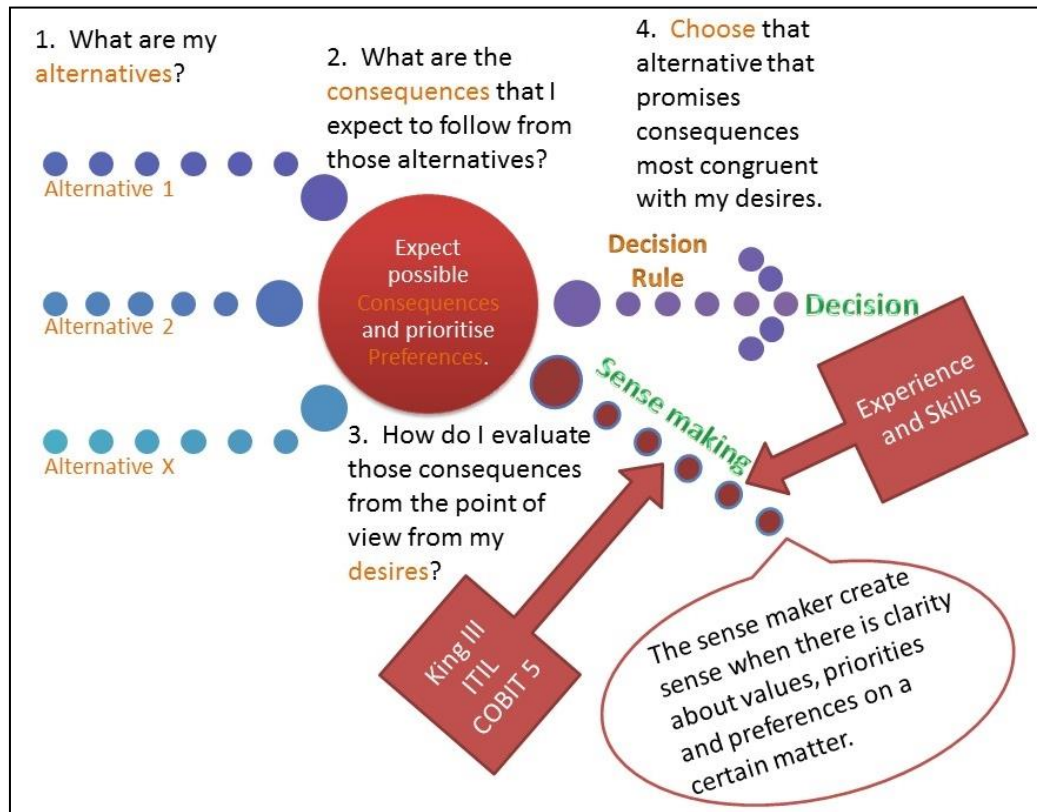 1.  What are my
alternatives?
Alternative 1
Alternative 2
Alternative X
2.  What are the
consequences that I
expect to follow from
those alternatives?
Expect
possible
Consequences
and prioritise
Preferences.
3.  How do I evaluate
those consequences
from the point of
view from my
desires?
4.  Choose that
alternative that
promises
consequences
most congruent
with my desires.
Decision
Rule
Decision
Sense making
Experience
and Skills
King III
ITIL
COBIT 5
The sense maker create
sense when there is clarity
about values, priorities
and preferences on a
certain matter.